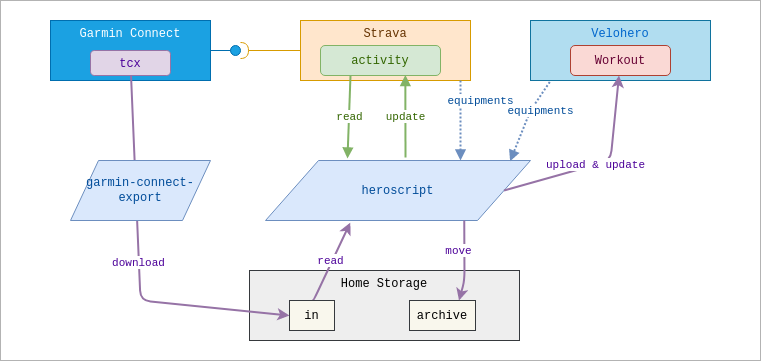 Garmin Connect
Strava
Velohero
tcx
activity
Workout
equipments
equipments
read
update
upload & update
garmin-connect-
export
heroscript
download
read
move
Home Storage
in
archive